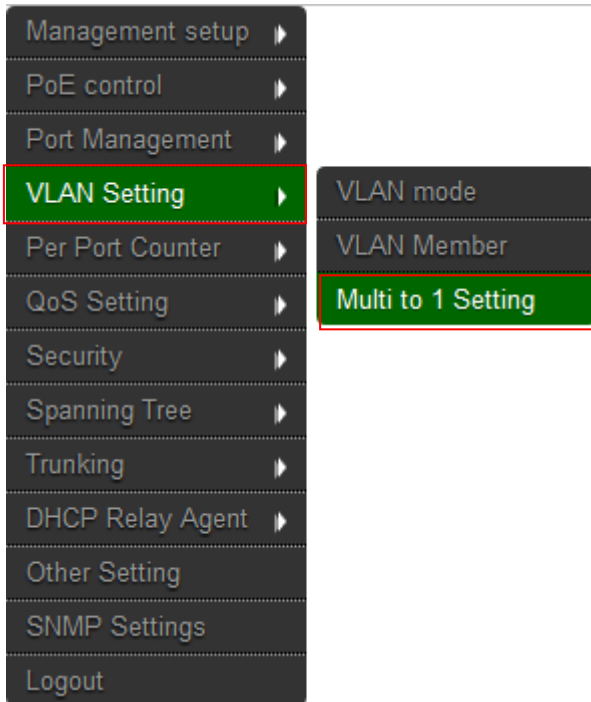 Management setup
PoE control
Port Management
VLAN Setting
Per Port Counter
QoS Setting
Security
Spanning Tree
Trunking
DHCP Relay Agent
Other Setting
SNMP Settings
Logout
VLAN mode
VLAN Member
Multi to 1 Setting